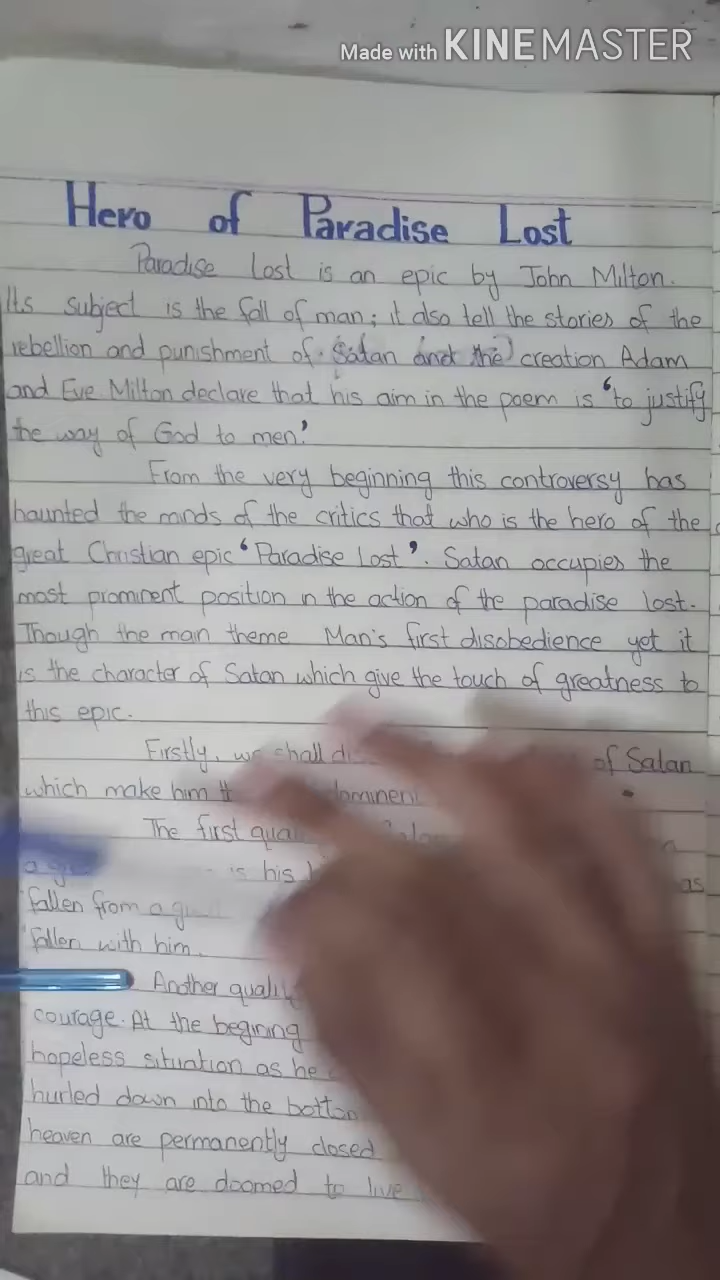 Made with KINEMASTER
Hero of Paradise Lost
Paradise Lost is an epic by John Milton.
Its subject is the fall of man; it also tell the stories of the
rebellion and punishment of Satan and the creation Adam
and Eve Milton declare that his aim in the poem is 'to justify
the way of God to men.'
From the very beginning this controversy has
haunted the minds of the critics that who is the hero of the
great Christian epic 'Paradise Lost'. Satan occupies the
most prominent position in the action of the paradise lost.
Though the main theme Man's first disobedience yet it
is the character of Satan which give the touch of greatness to
this epic.
Firstly, we shall of Satan
which make him
The first
is his as
fallen from a
fallen with him.
Another
courage. At the begining
hopeless situation as he
hurled down into the botton
heaven are permanently closed
and they are doomed to live